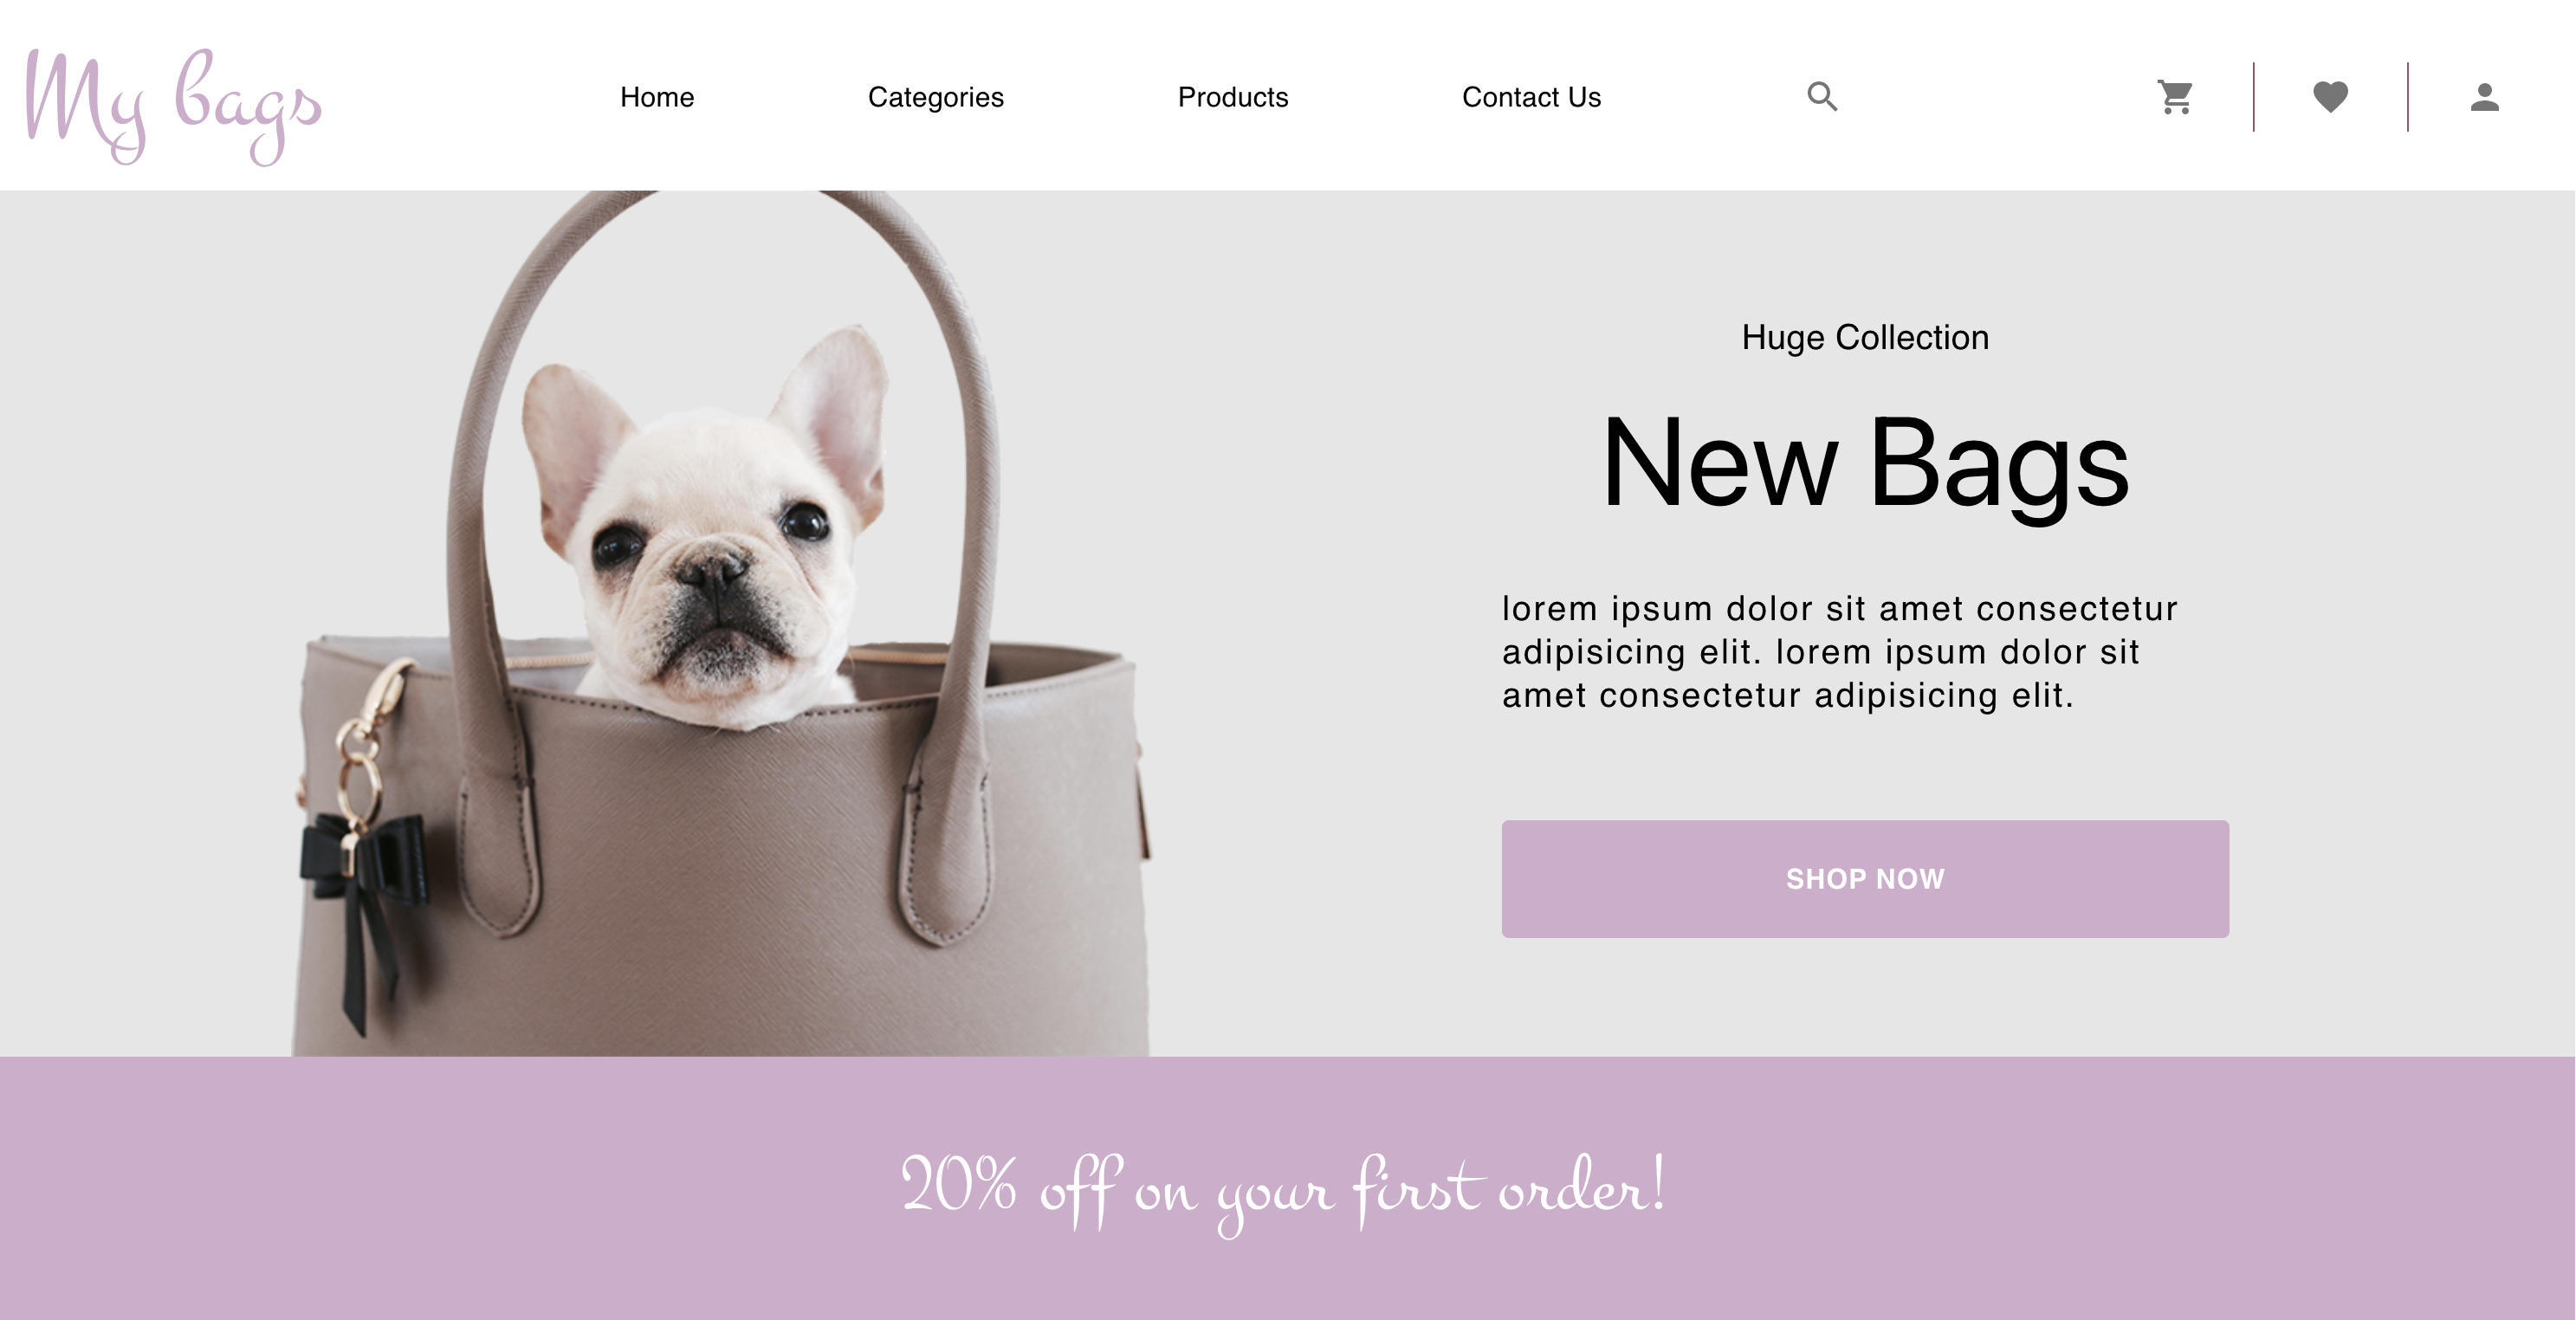 My bags
Home
Categories
Products
Contact Us
Huge Collection
New Bags
lorem ipsum dolor sit amet consectetur
adipisicing elit. lorem ipsum dolor sit
amet consectetur adipisicing elit.
SHOP NOW
20% off on your first order!